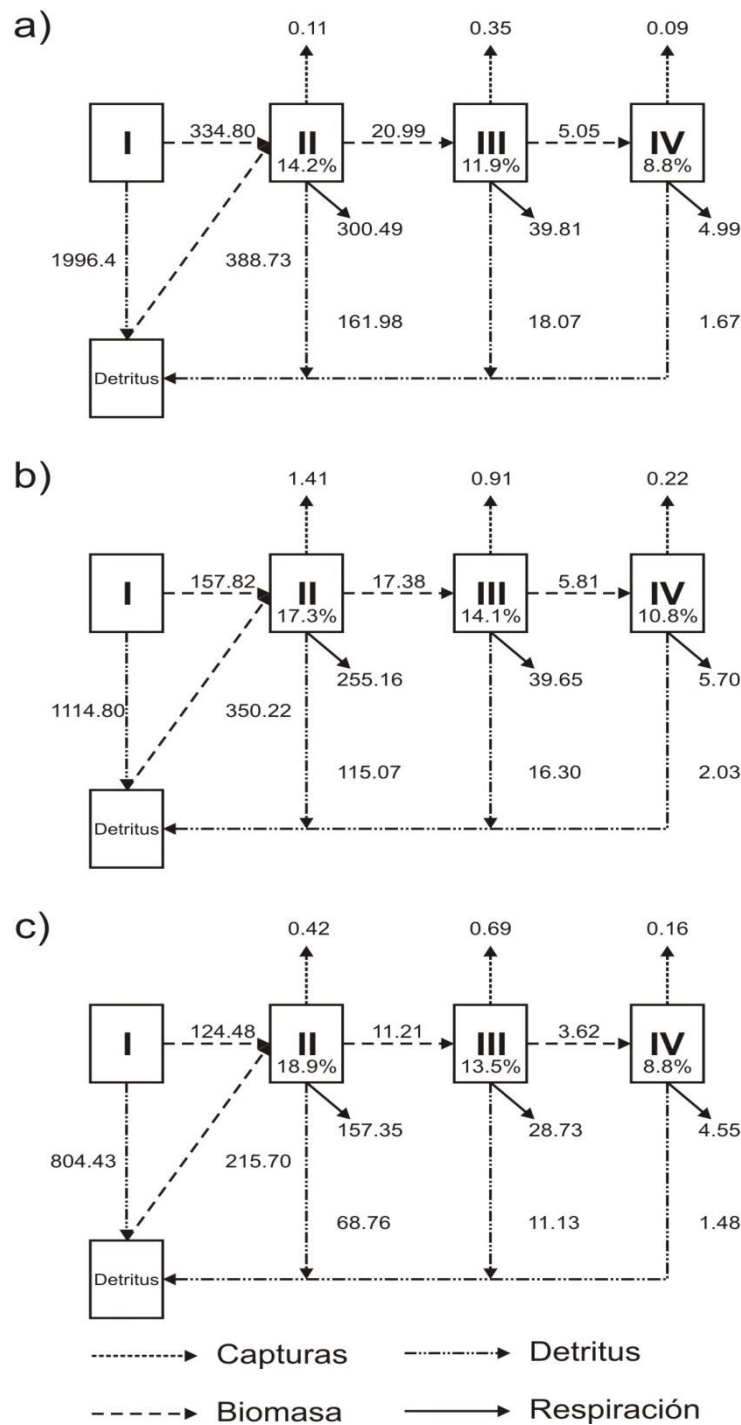 a)
0.11 0.35 0.09
I 334.80 II 20.99 III 5.05 IV
14.2% 11.9% 8.8%
300.49 39.81 4.99
1996.4 388.73
161.98 18.07 1.67
Detritus
b)
1.41 0.91 0.22
I 157.82 II 17.38 III 5.81 IV
17.3% 14.1% 10.8%
255.16 39.65 5.70
1114.80 350.22
115.07 16.30 2.03
Detritus
c)
0.42 0.69 0.16
I 124.48 II 11.21 III 3.62 IV
18.9% 13.5% 8.8%
157.35 28.73 4.55
804.43 215.70
68.76 11.13 1.48
Detritus
Capturas Detritus
Biomasa Respiración